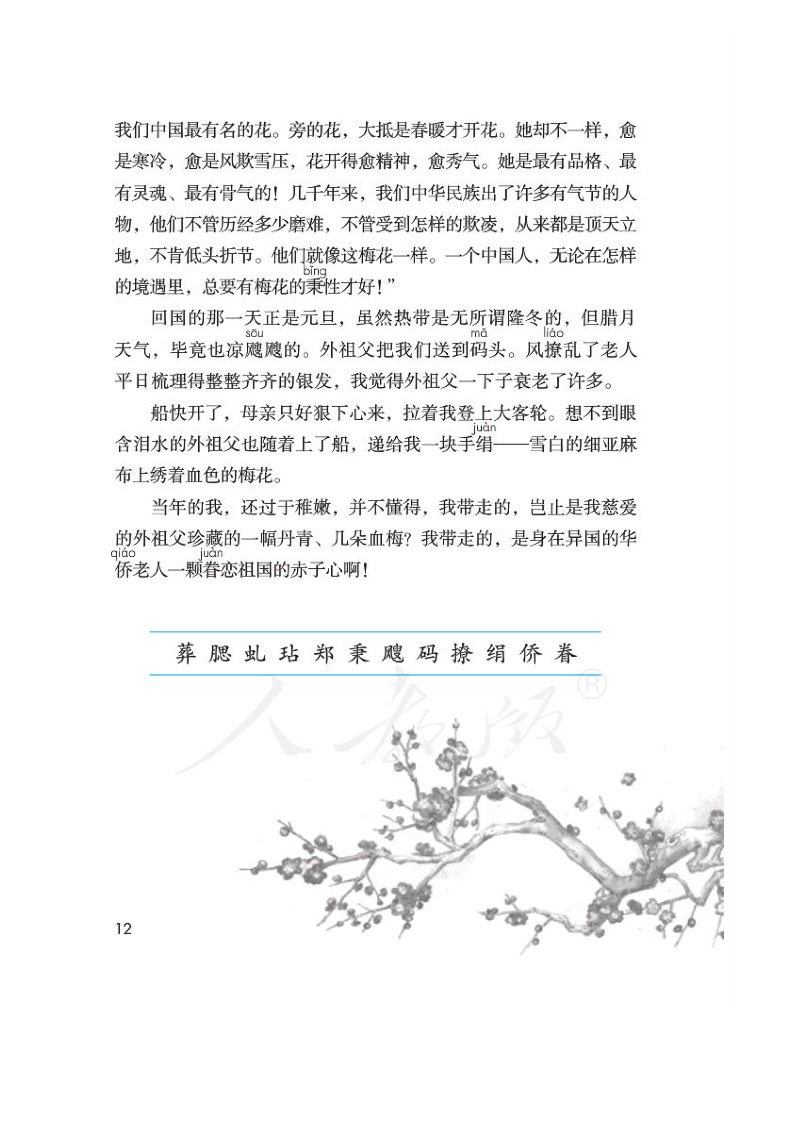 我们中国最有名的花。旁的花，大抵是春暖才开花。她却不一样，愈
是寒冷，愈是风欺雪压，花开得愈精神，愈秀气。她是最有品格、最
有灵魂、最有骨气的！几千年来，我们中华民族出了许多有气节的人
物，他们不管历经多少磨难，不管受到怎样的欺凌，从来都是顶天立
地，不肯低头折节。他们就像这梅花一样。一个中国人，无论在怎样
bǐng
的境遇里，总要有梅花的秉性才好！”
回国的那一天正是元旦，虽然热带是无所谓隆冬的，但腊月
sōu mǎ liáo
天气，毕竟也凉飕飕的。外祖父把我们送到码头。风撩乱了老人
平日梳理得整整齐齐的银发，我觉得外祖父一下子衰老了许多。
船快开了，母亲只好狠下心来，拉着我登上大客轮。想不到眼
juàn
含泪水的外祖父也随着上了船，递给我一块手绢——雪白的细亚麻
布上绣着血色的梅花。
当年的我，还过于稚嫩，并不懂得，我带走的，岂止是我慈爱
的外祖父珍藏的一幅丹青、几朵血梅？我带走的，是身在异国的华
qiáo juàn
侨老人一颗眷恋祖国的赤子心啊！
葬 腮 虬 玷 郑 秉 飕 码 撩 绢 侨 眷
人教版®
12